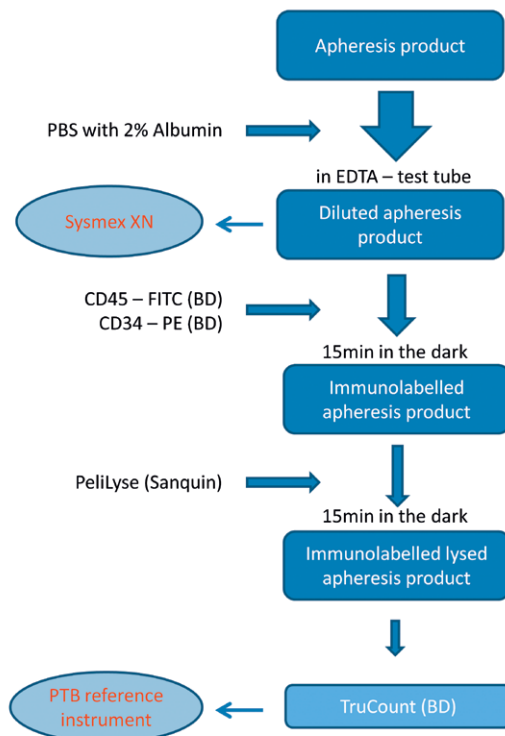 Apheresis product
PBS with 2% Albumin
in EDTA – test tube
Sysmex XN
Diluted apheresis
product
CD45 – FITC (BD)
CD34 – PE (BD)
15min in the dark
Immunolabelled
apheresis product
PeliLyse (Sanquin)
15min in the dark
Immunolabelled lysed
apheresis product
PTB reference
instrument
TruCount (BD)